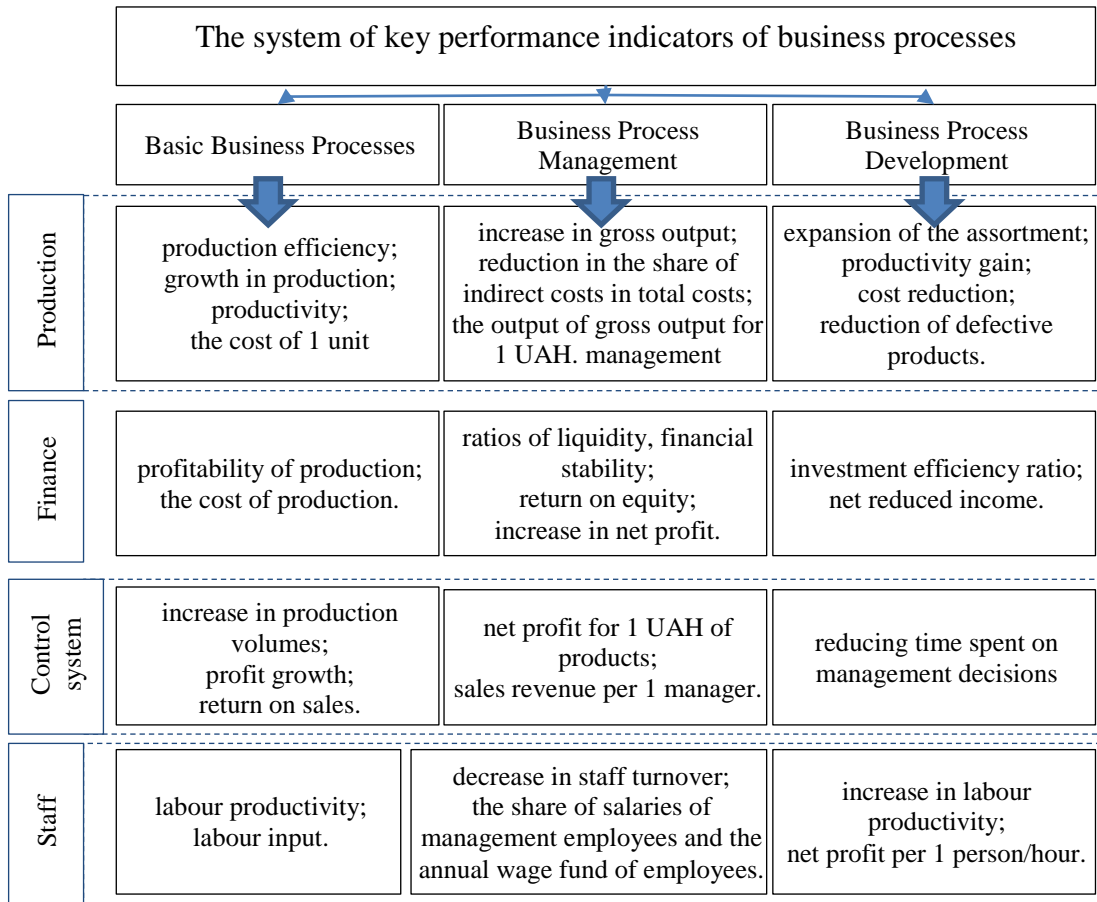 The system of key performance indicators of business processes
Basic Business Processes
Business Process
Management
Business Process
Development
Production
production efficiency;
growth in production;
productivity;
the cost of 1 unit
increase in gross output;
reduction in the share of
indirect costs in total costs;
the output of gross output for
1 UAH. management
expansion of the assortment;
productivity gain;
cost reduction;
reduction of defective
products.
Finance
profitability of production;
the cost of production.
ratios of liquidity, financial
stability;
return on equity;
increase in net profit.
investment efficiency ratio;
net reduced income.
Control
system
increase in production
volumes;
profit growth;
return on sales.
net profit for 1 UAH of
products;
sales revenue per 1 manager.
reducing time spent on
management decisions
Staff
labour productivity;
labour input.
decrease in staff turnover;
the share of salaries of
management employees and the
annual wage fund of employees.
increase in labour
productivity;
net profit per 1 person/hour.